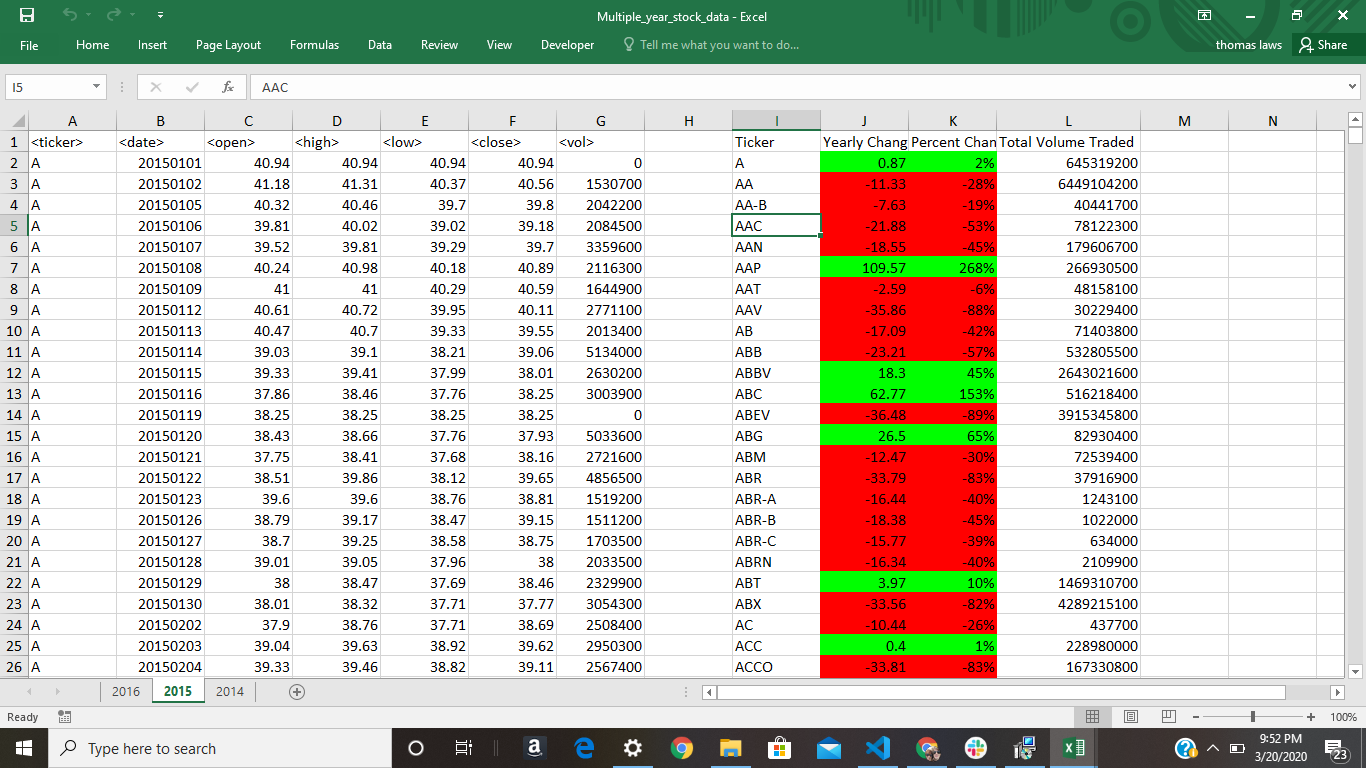 Multiple_year_stock_data - Excel
File Home Insert Page Layout Formulas Data Review View Developer Tell me what you want to do... thomas laws Share
I5 fx AAC
A B C D E F G H I J K L M N
1 <ticker> <date> <open> <high> <low> <close> <vol> Ticker Yearly Chang Percent Chan Total Volume Traded
2 A 20150101 40.94 40.94 40.94 40.94 0 A 0.87 2% 645319200
3 A 20150102 41.18 41.31 40.37 40.56 1530700 AA -11.33 -28% 6449104200
4 A 20150105 40.32 40.46 39.7 39.8 2042200 AA-B -7.63 -19% 40441700
5 A 20150106 39.81 40.02 39.02 39.18 2084500 AAC -21.88 -53% 78122300
6 A 20150107 39.52 39.81 39.29 39.7 3359600 AAN -18.55 -45% 179606700
7 A 20150108 40.24 40.98 40.18 40.89 2116300 AAP 109.57 268% 266930500
8 A 20150109 41 41 40.29 40.59 1644900 AAT -2.59 -6% 48158100
9 A 20150112 40.61 40.72 39.95 40.11 2771100 AAV -35.86 -88% 30229400
10 A 20150113 40.47 40.7 39.33 39.55 2013400 AB -17.09 -42% 71403800
11 A 20150114 39.03 39.1 38.21 39.06 5134000 ABB -23.21 -57% 532805500
12 A 20150115 39.33 39.41 37.99 38.01 2630200 ABBV 18.3 45% 2643021600
13 A 20150116 37.86 38.46 37.76 38.25 3003900 ABC 62.77 153% 516218400
14 A 20150119 38.25 38.25 38.25 38.25 0 ABEV -36.48 -89% 3915345800
15 A 20150120 38.43 38.66 37.76 37.93 5033600 ABG 26.5 65% 82930400
16 A 20150121 37.75 38.41 37.68 38.16 2721600 ABM -12.47 -30% 72539400
17 A 20150122 38.51 39.86 38.12 39.65 4856500 ABR -33.79 -83% 37916900
18 A 20150123 39.6 39.6 38.76 38.81 1519200 ABR-A -16.44 -40% 1243100
19 A 20150126 38.79 39.17 38.47 39.15 1511200 ABR-B -18.38 -45% 1022000
20 A 20150127 38.7 39.25 38.58 38.75 1703500 ABR-C -15.77 -39% 634000
21 A 20150128 39.01 39.05 37.96 38 2033500 ABRN -16.34 -40% 2109900
22 A 20150129 38 38.47 37.69 38.46 2329900 ABT 3.97 10% 1469310700
23 A 20150130 38.01 38.32 37.71 37.77 3054300 ABX -33.56 -82% 4289215100
24 A 20150202 37.9 38.76 37.71 38.69 2508400 AC -10.44 -26% 437700
25 A 20150203 39.04 39.63 38.92 39.62 2950300 ACC 0.4 1% 228980000
26 A 20150204 39.33 39.46 38.82 39.11 2567400 ACCO -33.81 -83% 167330800
2016 2015 2014
Ready 100%
Type here to search 9:52 PM
3/20/2020 23